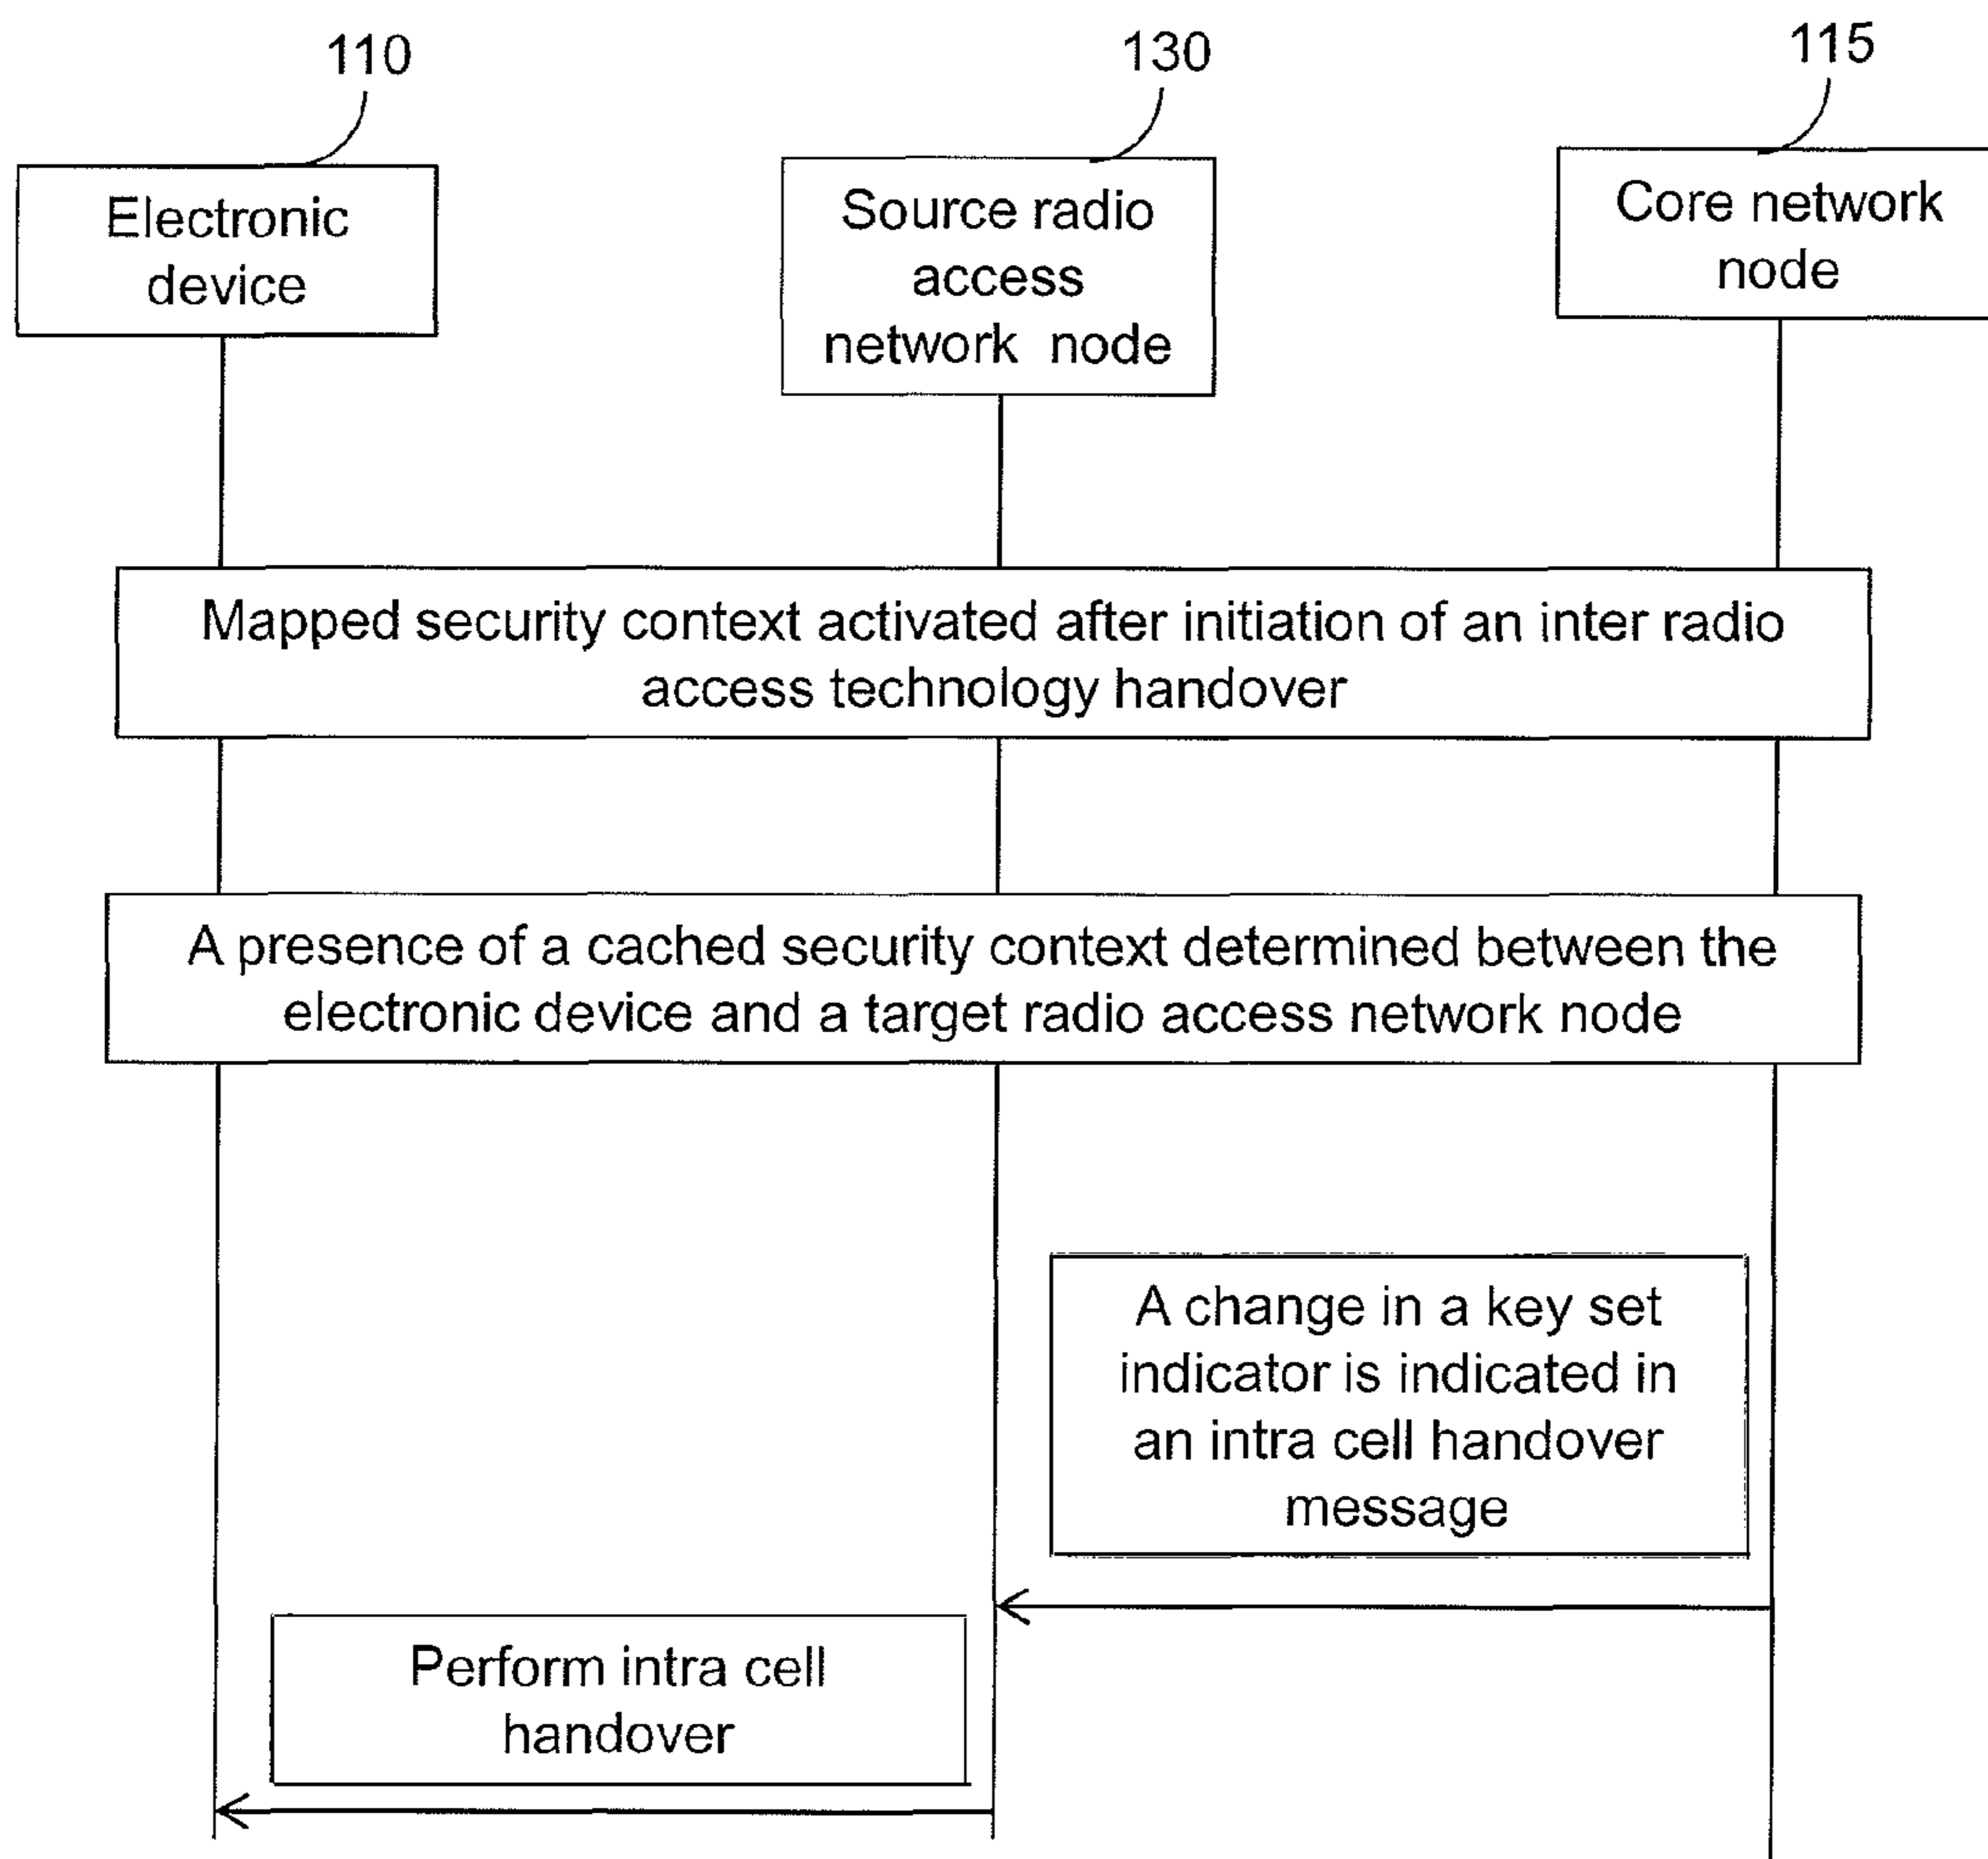 110
130
115
Electronic
device
Source radio
access
network node
Core network
node
Mapped security context activated after initiation of an inter radio
access technology handover
A presence of a cached security context determined between the
electronic device and a target radio access network node
A change in a key set
indicator is indicated in
an intra cell handover
message
Perform intra cell
handover